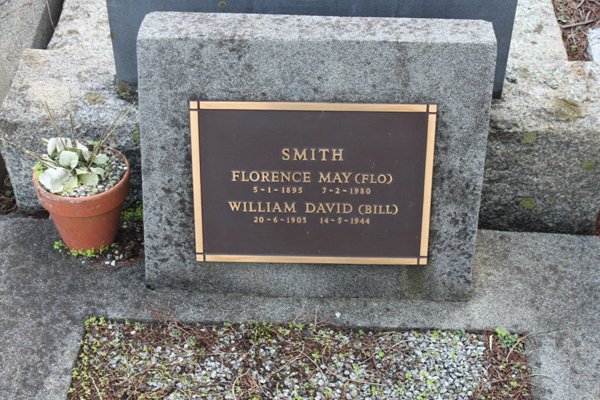 SMITH
FLORENCE MAY (FLO)
5-1-1895 7-2-1980
WILLIAM DAVID (BILL)
20-6-1905 14-5-1944